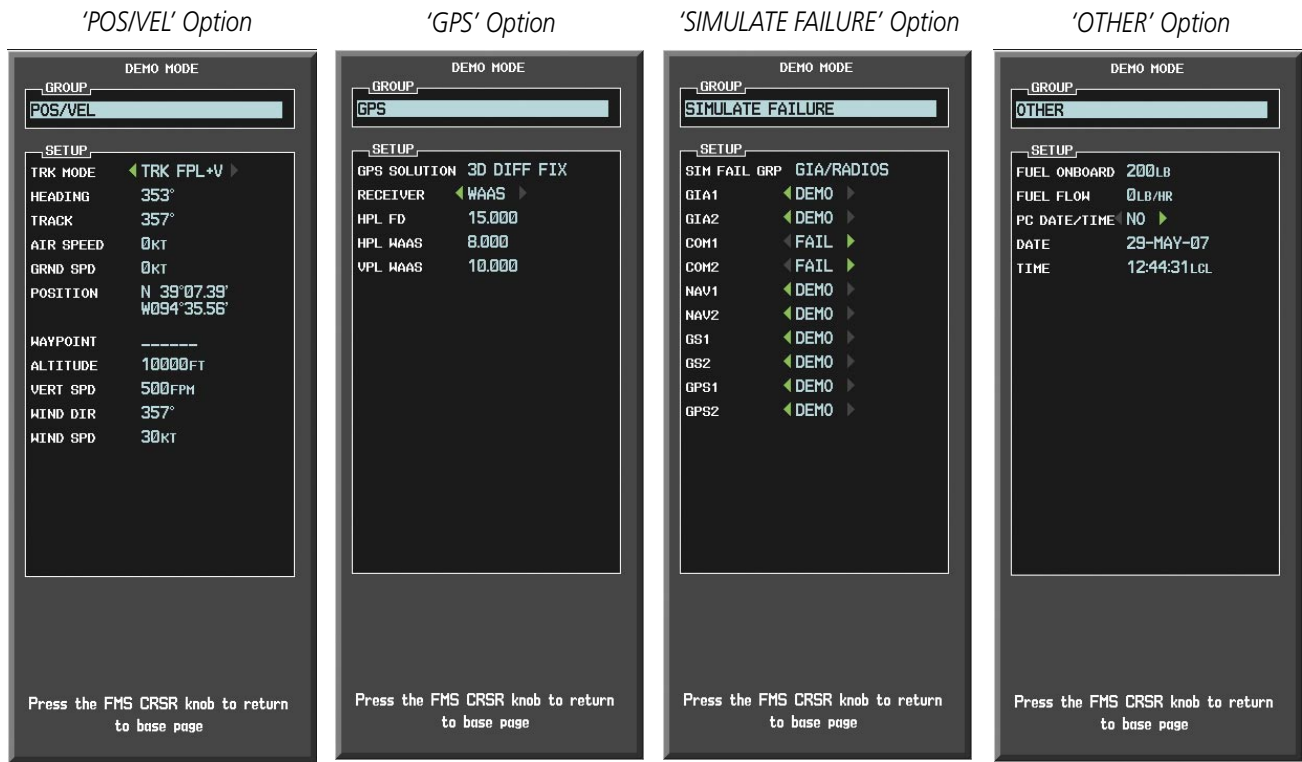 ‘POS/VEL’ Option
DEMO MODE
GROUP
POS/VEL
SETUP
TRK MODE TRK FPL+V
HEADING 353°
TRACK 357°
AIR SPEED 0KT
GRND SPD 0KT
POSITION N 39°07.39'
W094°35.56'
WAYPOINT ______
ALTITUDE 10000FT
VERT SPD 500FPM
WIND DIR 357°
WIND SPD 30KT
Press the FMS CRSR knob to return
to base page
‘GPS’ Option
DEMO MODE
GROUP
GPS
SETUP
GPS SOLUTION 3D DIFF FIX
RECEIVER WAAS
HPL FD 15.000
HPL WAAS 8.000
VPL WAAS 10.000
Press the FMS CRSR knob to return
to base page
‘SIMULATE FAILURE’ Option
DEMO MODE
GROUP
SIMULATE FAILURE
SETUP
SIM FAIL GRP GIA/RADIOS
GIA1 DEMO
GIA2 DEMO
COM1 FAIL
COM2 FAIL
NAV1 DEMO
NAV2 DEMO
GS1 DEMO
GS2 DEMO
GPS1 DEMO
GPS2 DEMO
Press the FMS CRSR knob to return
to base page
‘OTHER’ Option
DEMO MODE
GROUP
OTHER
SETUP
FUEL ONBOARD 200LB
FUEL FLOW 0LB/HR
PC DATE/TIME NO
DATE 29-MAY-07
TIME 12:44:31LCL
Press the FMS CRSR knob to return
to base page